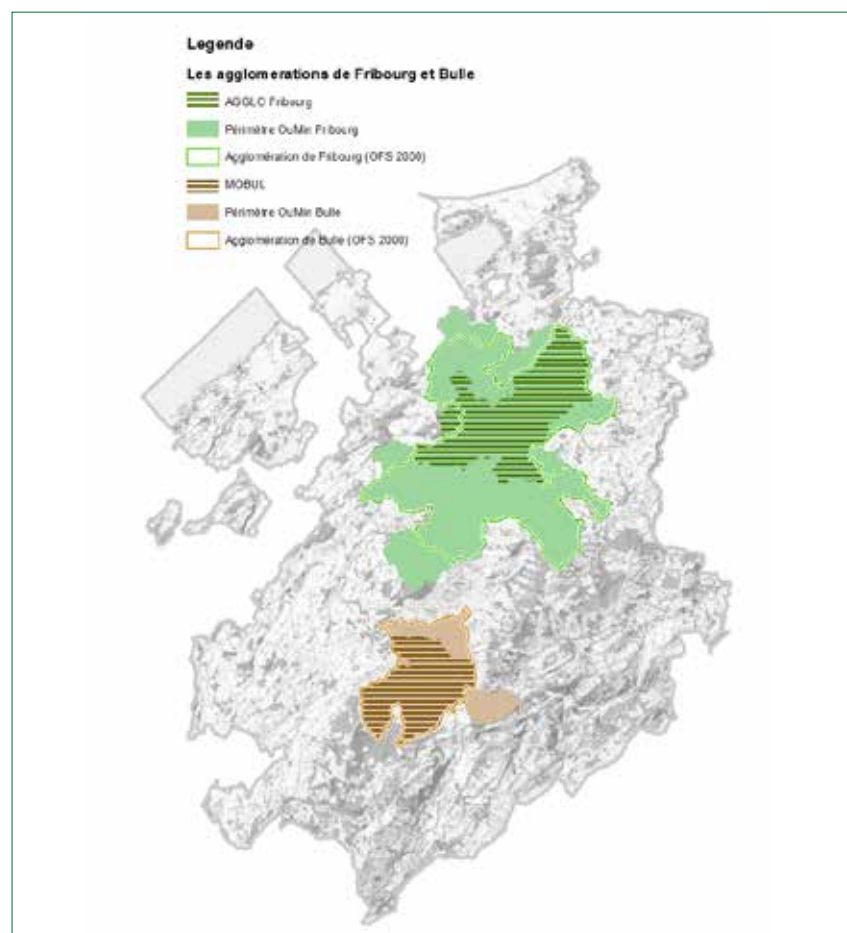 Legende
Les agglomerations de Fribourg et Bulle
AGGLO Fribourg
Périmètre OuMin Fribourg
Agglomération de Fribourg (OFS 2000)
MOBUL
Périmètre OuMin Bulle
Agglomération de Bulle (OFS 2000)